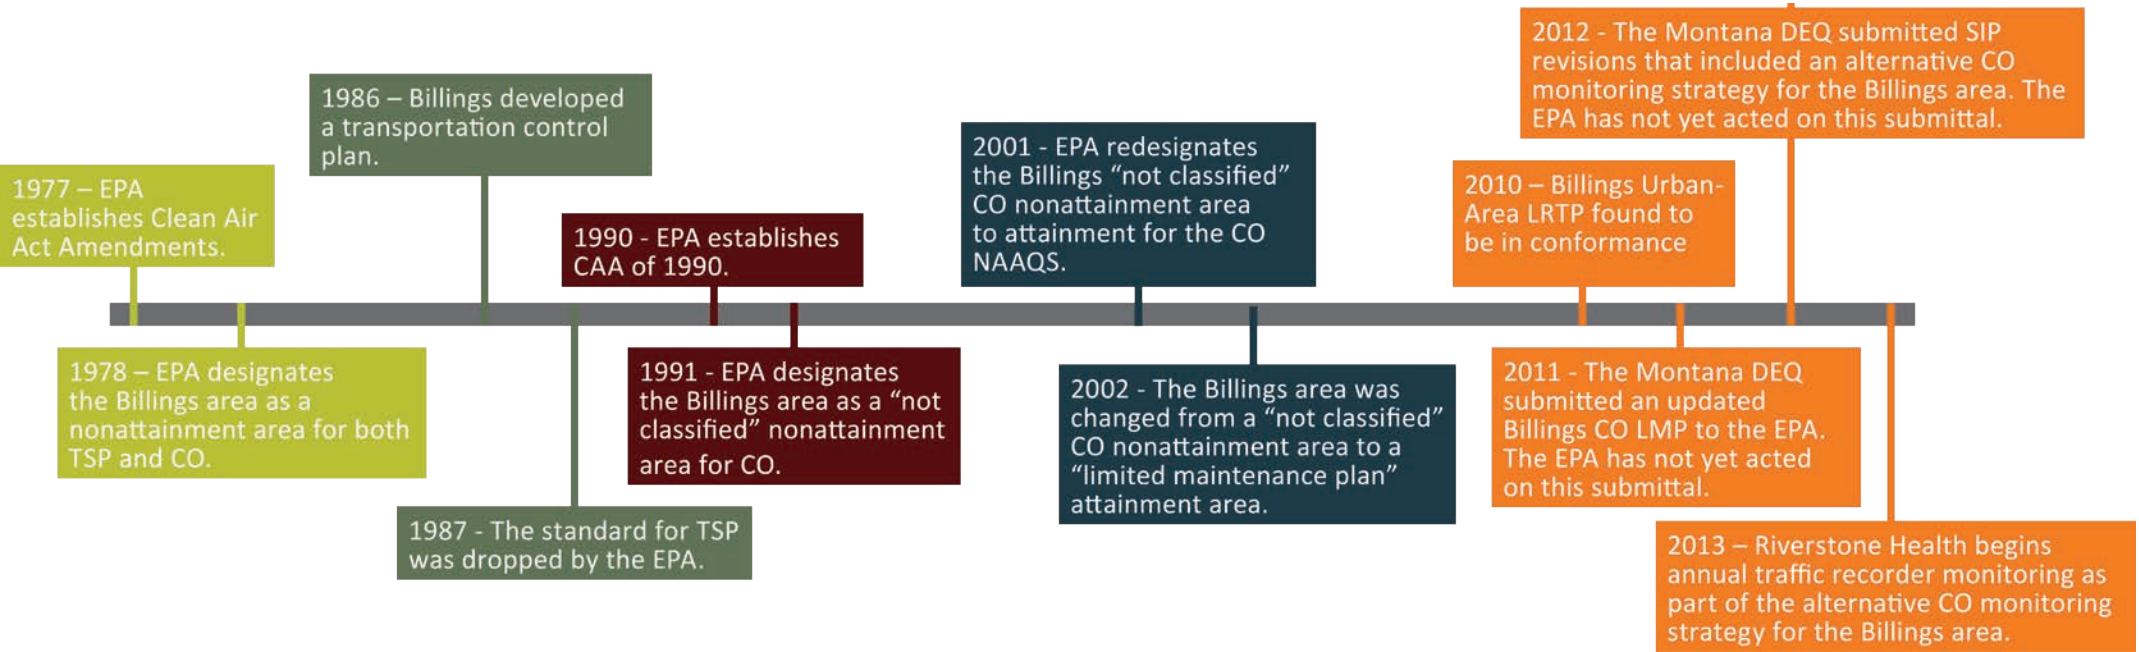 1977 – EPA
establishes Clean Air
Act Amendments.
1978 – EPA designates
the Billings area as a
nonattainment area for both
TSP and CO.
1986 – Billings developed
a transportation control
plan.
1987 - The standard for TSP
was dropped by the EPA.
1990 - EPA establishes
CAA of 1990.
1991 - EPA designates
the Billings area as a “not
classified” nonattainment
area for CO.
2001 - EPA redesignates
the Billings “not classified”
CO nonattainment area
to attainment for the CO
NAAQS.
2002 - The Billings area was
changed from a “not classified”
CO nonattainment area to a
“limited maintenance plan”
attainment area.
2010 – Billings Urban-
Area LRTP found to
be in conformance
2011 - The Montana DEQ
submitted an updated
Billings CO LMP to the EPA.
The EPA has not yet acted
on this submittal.
2012 - The Montana DEQ submitted SIP
revisions that included an alternative CO
monitoring strategy for the Billings area. The
EPA has not yet acted on this submittal.
2013 – Riverstone Health begins
annual traffic recorder monitoring as
part of the alternative CO monitoring
strategy for the Billings area.